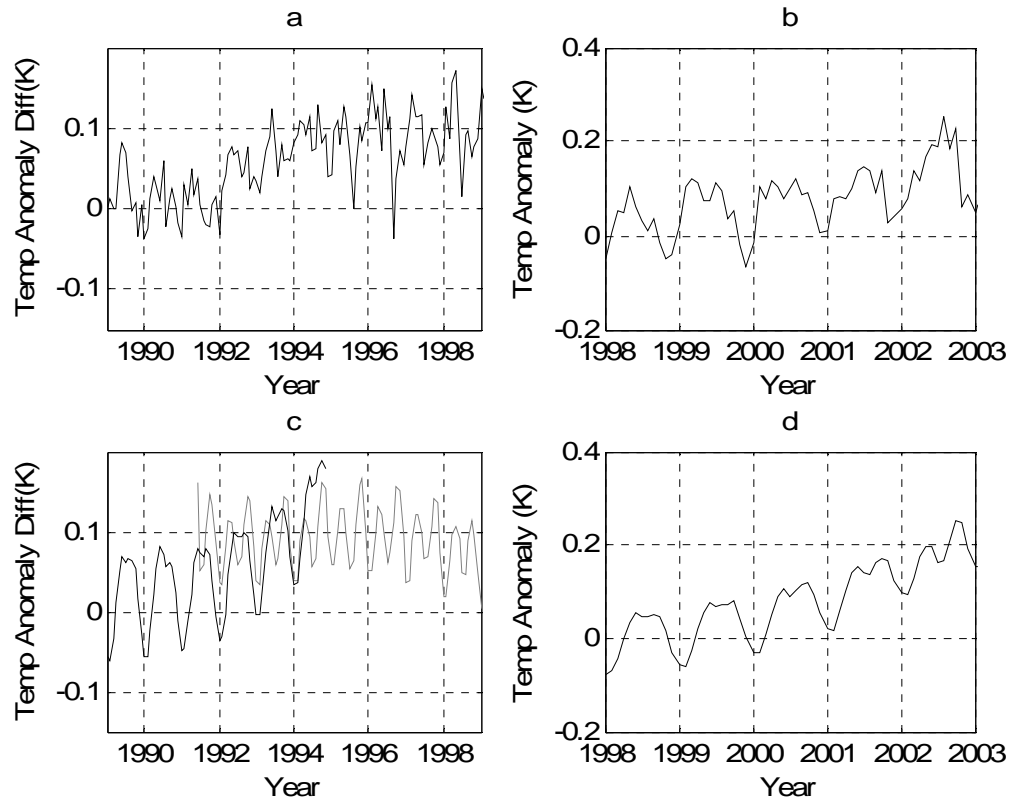 a
Temp Anomaly Diff(K)
0.1
0
-0.1
1990 1992 1994 1996 1998
Year
b
Temp Anomaly (K)
0.4
0.2
0
-0.2
1998 1999 2000 2001 2002 2003
Year
c
Temp Anomaly Diff(K)
0.1
0
-0.1
1990 1992 1994 1996 1998
Year
d
Temp Anomaly (K)
0.4
0.2
0
-0.2
1998 1999 2000 2001 2002 2003
Year